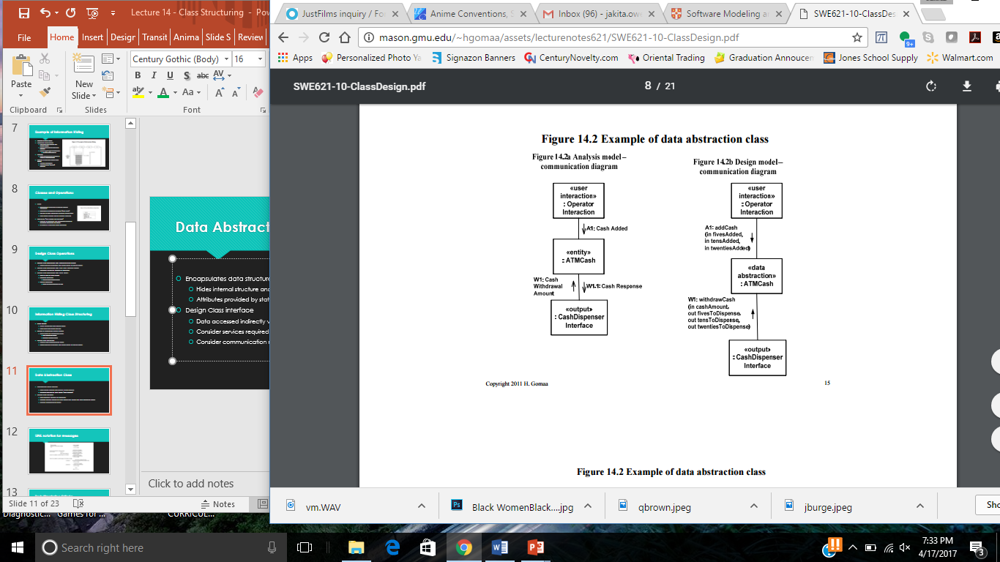 Lecture 14 - Class Structuring - Pow
File
Home
Insert
Design
Transit
Anima
Slide S
Review
Paste
New
Slide
Century Gothic (Body)
16
B I U S abc AV
A Aa A A
Clipboard
Slides
Font
7
Example of Information Hiding
8
Classes and Operations
9
Design Class Operations
10
Information Hiding Class Structuring
11
Data Abstraction Class
12
UML notation for messages
13
Data Abstract
Encapsulates data structure
Hides internal structure and
Attributes provided by stat
Design Class interface
Data accessed indirectly v
Consider services required
Consider communication
Click to add notes
Slide 11 of 23
Notes
JustFilms inquiry / For
Anime Conventions, S
Inbox (96) - jakita.owe
Software Modeling an
SWE621-10-ClassDes
mason.gmu.edu/~hgomaa/assets/lecturenotes621/SWE621-10-ClassDesign.pdf
9+
Apps
Personalized Photo Ya
Signazon Banners
CenturyNovelty.com
Oriental Trading
Graduation Announcen
Jones School Supply
Walmart.com
SWE621-10-ClassDesign.pdf
8 / 21
Figure 14.2 Example of data abstraction class
Figure 14.2a Analysis model–
communication diagram
«user
interaction»
: Operator
Interaction
A1: Cash Added
«entity»
: ATMCash
W1: Cash
Withdrawal
Amount
W1.1: Cash Response
«output»
: CashDispenser
Interface
Figure 14.2b Design model–
communication diagram
«user
interaction»
: Operator
Interaction
A1: addCash
(in fivesAdded,
in tensAdded,
in twentiesAdded)
«data
abstraction»
: ATMCash
W1: withdrawCash
(in cashAmount,
out fivesToDispense,
out tensToDispense,
out twentiesToDispense)
«output»
: CashDispenser
Interface
Copyright 2011 H. Gomaa
15
Figure 14.2 Example of data abstraction class
vm.WAV
Black WomenBlack....jpg
qbrown.jpeg
jburge.jpeg
Sho
Diagnostic...
Games for ...
CURRICUL...
Search right here
7:33 PM
4/17/2017
3